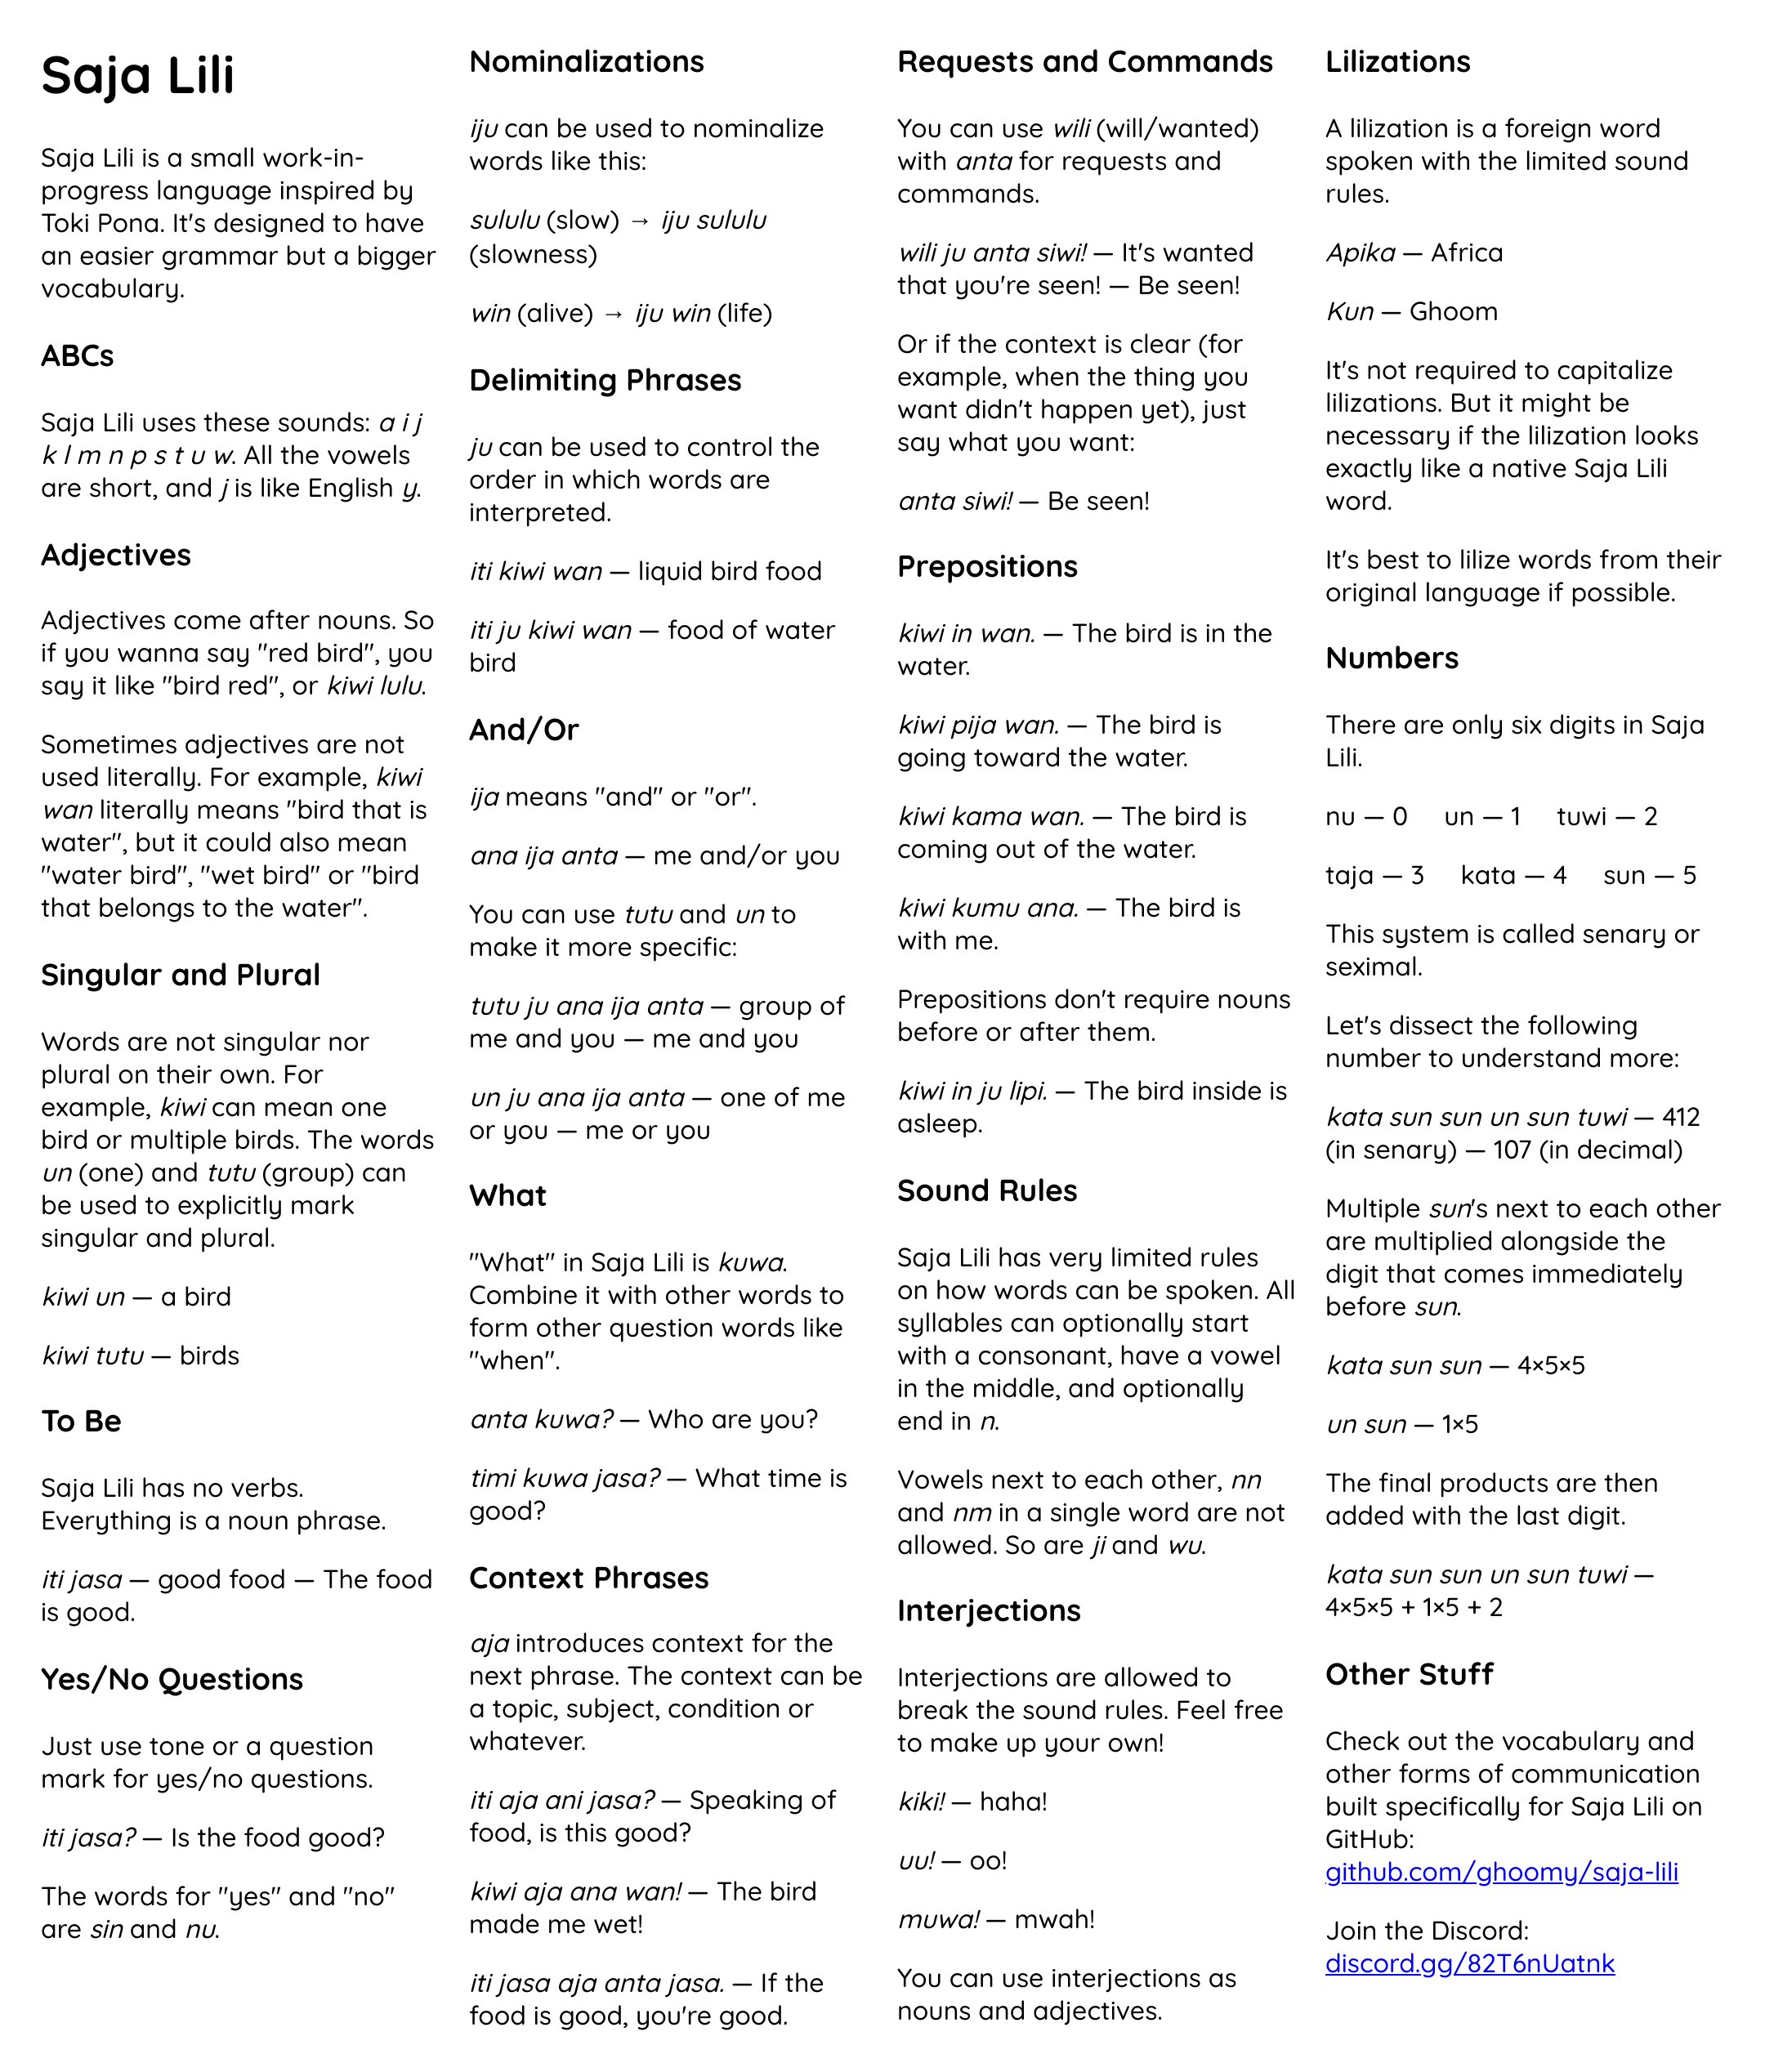 Saja Lili
Saja Lili is a small work-in-
progress language inspired by
Toki Pona. It's designed to have
an easier grammar but a bigger
vocabulary.
ABCs
Saja Lili uses these sounds: a i j
k l m n p s t u w. All the vowels
are short, and j is like English y.
Adjectives
Adjectives come after nouns. So
if you wanna say "red bird", you
say it like "bird red", or kiwi lulu.
Sometimes adjectives are not
used literally. For example, kiwi
wan literally means "bird that is
water", but it could also mean
"water bird", "wet bird" or "bird
that belongs to the water".
Singular and Plural
Words are not singular nor
plural on their own. For
example, kiwi can mean one
bird or multiple birds. The words
un (one) and tutu (group) can
be used to explicitly mark
singular and plural.
kiwi un — a bird
kiwi tutu — birds
To Be
Saja Lili has no verbs.
Everything is a noun phrase.
iti jasa — good food — The food
is good.
Yes/No Questions
Just use tone or a question
mark for yes/no questions.
iti jasa? — Is the food good?
The words for "yes" and "no"
are sin and nu.
Nominalizations
iju can be used to nominalize
words like this:
sululu (slow) → iju sululu
(slowness)
win (alive) → iju win (life)
Delimiting Phrases
ju can be used to control the
order in which words are
interpreted.
iti kiwi wan — liquid bird food
iti ju kiwi wan — food of water
bird
And/Or
ija means "and" or "or".
ana ija anta — me and/or you
You can use tutu and un to
make it more specific:
tutu ju ana ija anta — group of
me and you — me and you
un ju ana ija anta — one of me
or you — me or you
What
"What" in Saja Lili is kuwa.
Combine it with other words to
form other question words like
"when".
anta kuwa? — Who are you?
timi kuwa jasa? — What time is
good?
Context Phrases
aja introduces context for the
next phrase. The context can be
a topic, subject, condition or
whatever.
iti aja ani jasa? — Speaking of
food, is this good?
kiwi aja ana wan! — The bird
made me wet!
iti jasa aja anta jasa. — If the
food is good, you're good.
Requests and Commands
You can use wili (will/wanted)
with anta for requests and
commands.
wili ju anta siwi! — It's wanted
that you're seen! — Be seen!
Or if the context is clear (for
example, when the thing you
want didn't happen yet), just
say what you want:
anta siwi! — Be seen!
Prepositions
kiwi in wan. — The bird is in the
water.
kiwi pija wan. — The bird is
going toward the water.
kiwi kama wan. — The bird is
coming out of the water.
kiwi kumu ana. — The bird is
with me.
Prepositions don't require nouns
before or after them.
kiwi in ju lipi. — The bird inside is
asleep.
Sound Rules
Saja Lili has very limited rules
on how words can be spoken. All
syllables can optionally start
with a consonant, have a vowel
in the middle, and optionally
end in n.
Vowels next to each other, nn
and nm in a single word are not
allowed. So are ji and wu.
Interjections
Interjections are allowed to
break the sound rules. Feel free
to make up your own!
kiki! — haha!
uu! — oo!
muwa! — mwah!
You can use interjections as
nouns and adjectives.
Lilizations
A lilization is a foreign word
spoken with the limited sound
rules.
Apika — Africa
Kun — Ghoom
It's not required to capitalize
lilizations. But it might be
necessary if the lilization looks
exactly like a native Saja Lili
word.
It's best to lilize words from their
original language if possible.
Numbers
There are only six digits in Saja
Lili.
nu — 0 un — 1 tuwi — 2
taja — 3 kata — 4 sun — 5
This system is called senary or
seximal.
Let's dissect the following
number to understand more:
kata sun sun un sun tuwi — 412
(in senary) — 107 (in decimal)
Multiple sun's next to each other
are multiplied alongside the
digit that comes immediately
before sun.
kata sun sun — 4×5×5
un sun — 1×5
The final products are then
added with the last digit.
kata sun sun un sun tuwi —
4×5×5 + 1×5 + 2
Other Stuff
Check out the vocabulary and
other forms of communication
built specifically for Saja Lili on
GitHub:
github.com/ghoomy/saja-lili
Join the Discord:
discord.gg/82T6nUatnk